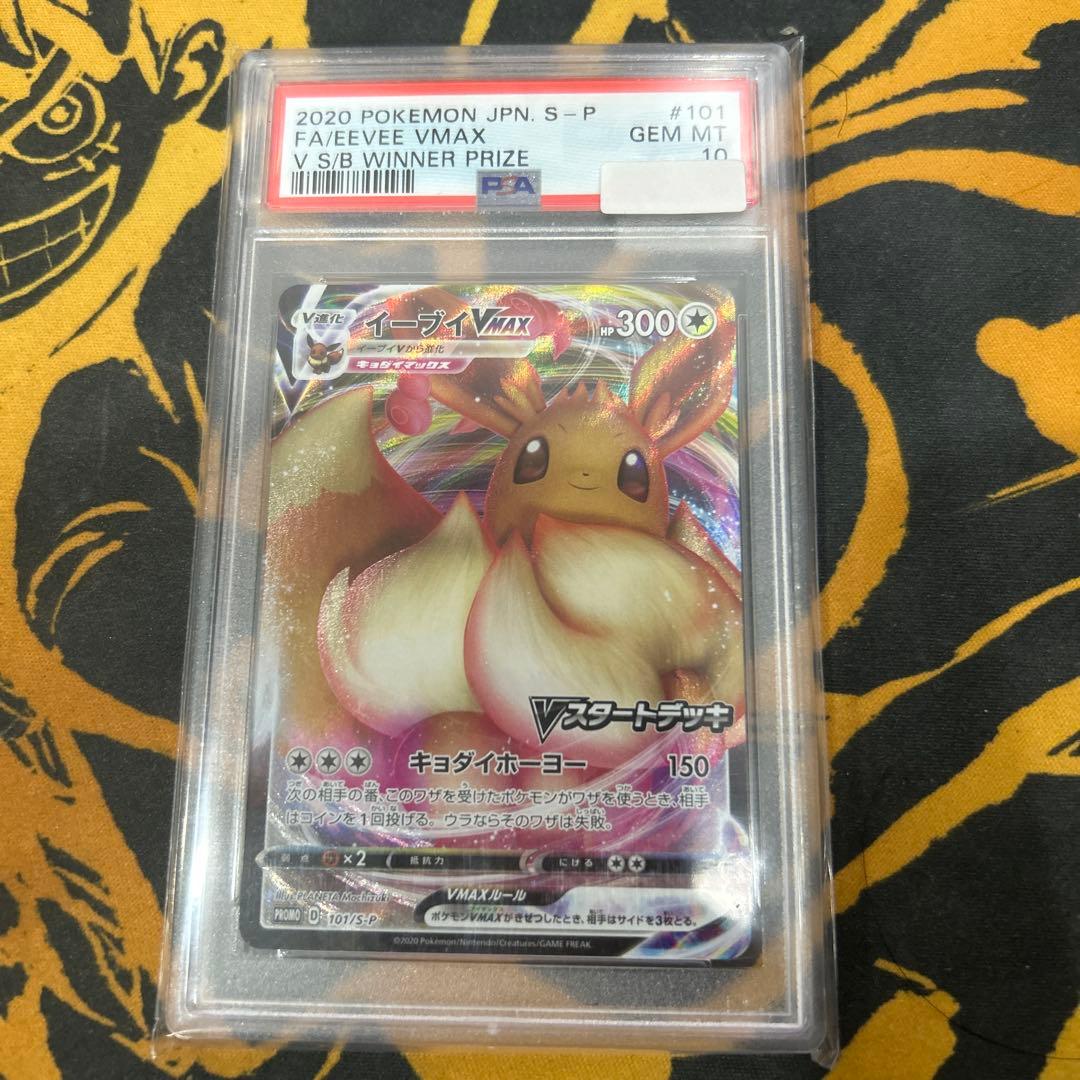 2020 POKEMON JPN. S-P #101
FA/EEVEE VMAX GEM MT
V S/B WINNER PRIZE 10
PSA
V進化
イーブイVMAX
HP 300
イーブイVから進化
キョダイマックス
Vスタートデッキ
キョダイホーヨー 150
次の相手の番、このワザを受けたポケモンがワザを使うとき、相手
はコインを1回投げる。ウラならそのワザは失敗。
弱点 ×2 抵抗力 にげる
Illus. PLANETA Mochizuki
VMAXルール
PROMO D 101/S-P
ポケモンVMAXがきぜつしたとき、相手はサイドを3枚とる。
©2020 Pokémon/Nintendo/Creatures/GAME FREAK.